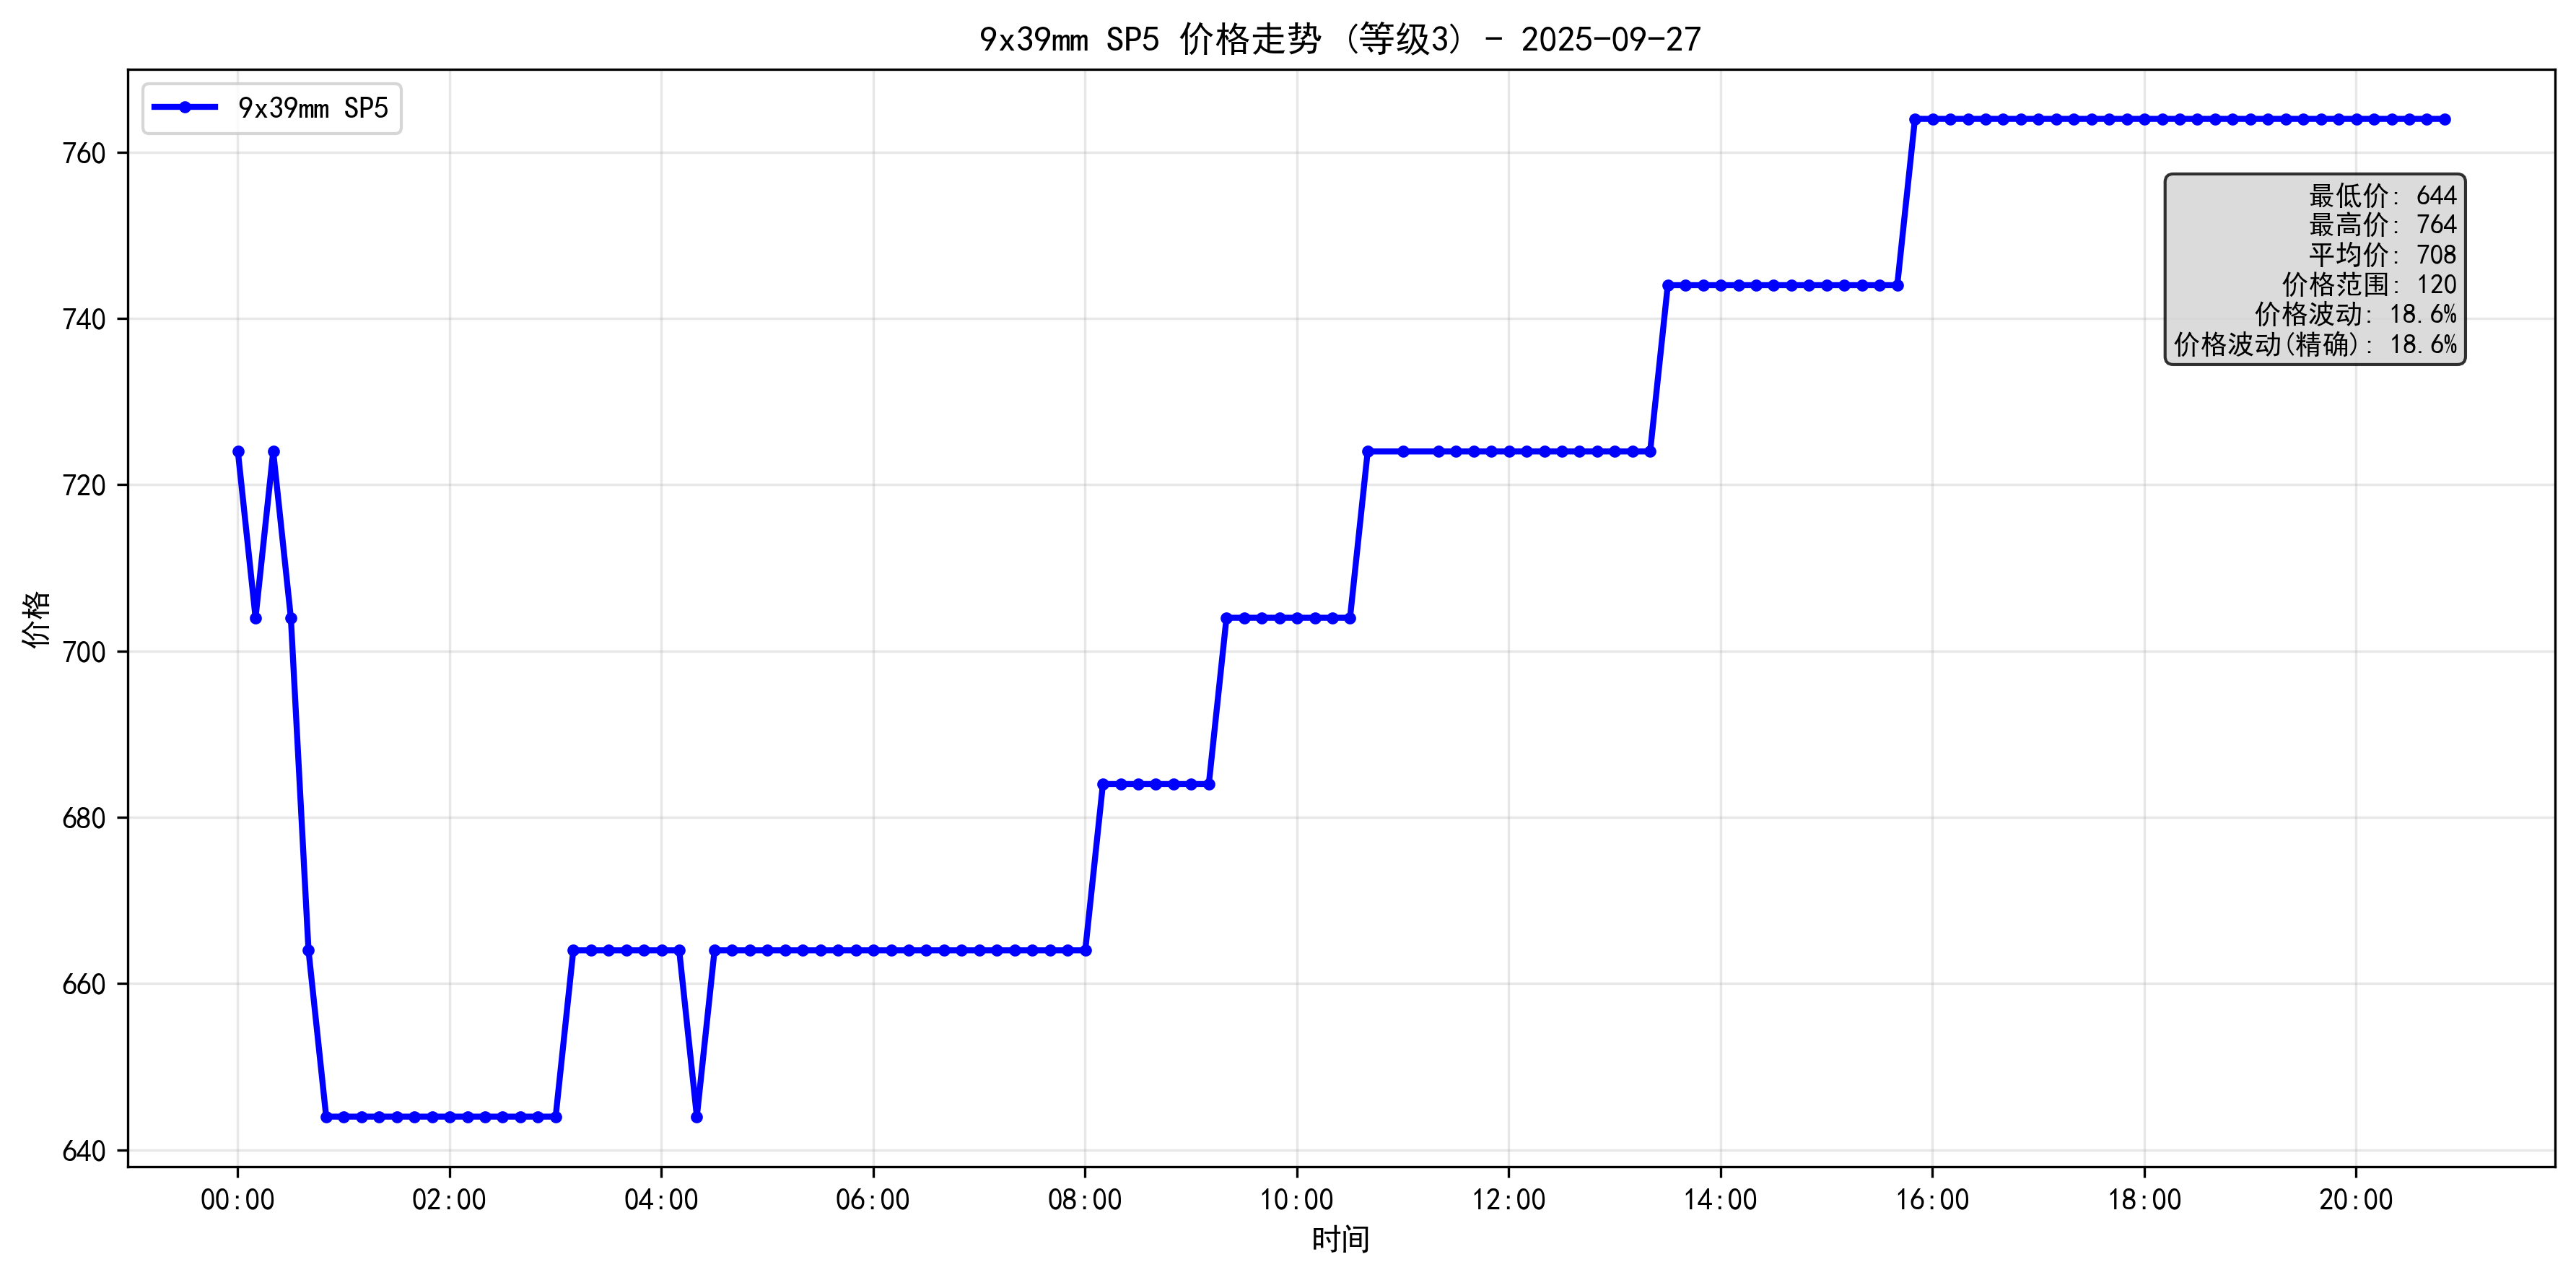 9x39mm SP5 价格走势 (等级3) - 2025-09-27
9x39mm SP5
最低价: 644
最高价: 764
平均价: 708
价格范围: 120
价格波动: 18.6%
价格波动(精确): 18.6%
760
740
720
700
680
660
640
价格
00:00 02:00 04:00 06:00 08:00 10:00 12:00 14:00 16:00 18:00 20:00
时间